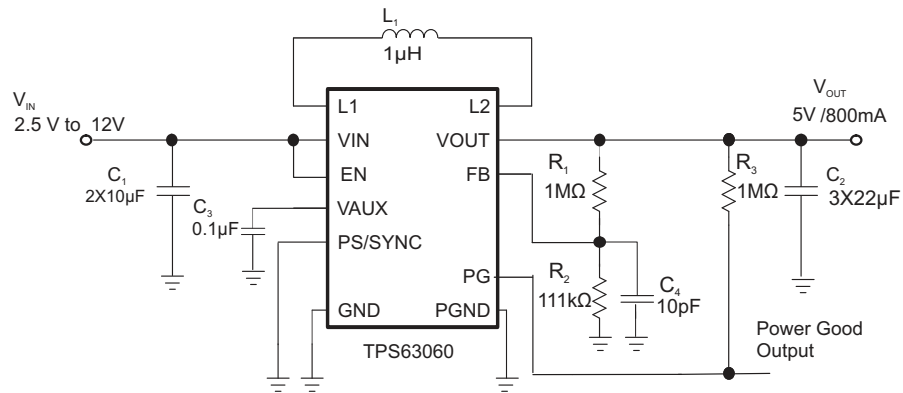 L₁
1µH
V_IN
2.5 V to 12V
C₁
2X10µF
C₃
0.1µF
L1
L2
VIN
VOUT
EN
FB
VAUX
PS/SYNC
PG
GND
PGND
TPS63060
V_OUT
5V /800mA
R₁
1MΩ
R₃
1MΩ
C₂
3X22µF
R₂
111kΩ
C₄
10pF
Power Good
Output